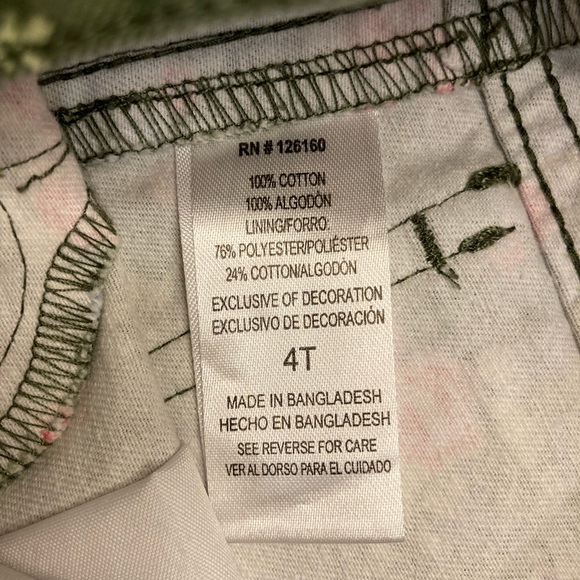 RN # 126160
100% COTTON
100% ALGODÓN
LINING/FORRO:
76% POLYESTER/POLIÉSTER
24% COTTON/ALGODÓN
EXCLUSIVE OF DECORATION
EXCLUSIVO DE DECORACIÓN
4T
MADE IN BANGLADESH
HECHO EN BANGLADESH
SEE REVERSE FOR CARE
VER AL DORSO PARA EL CUIDADO